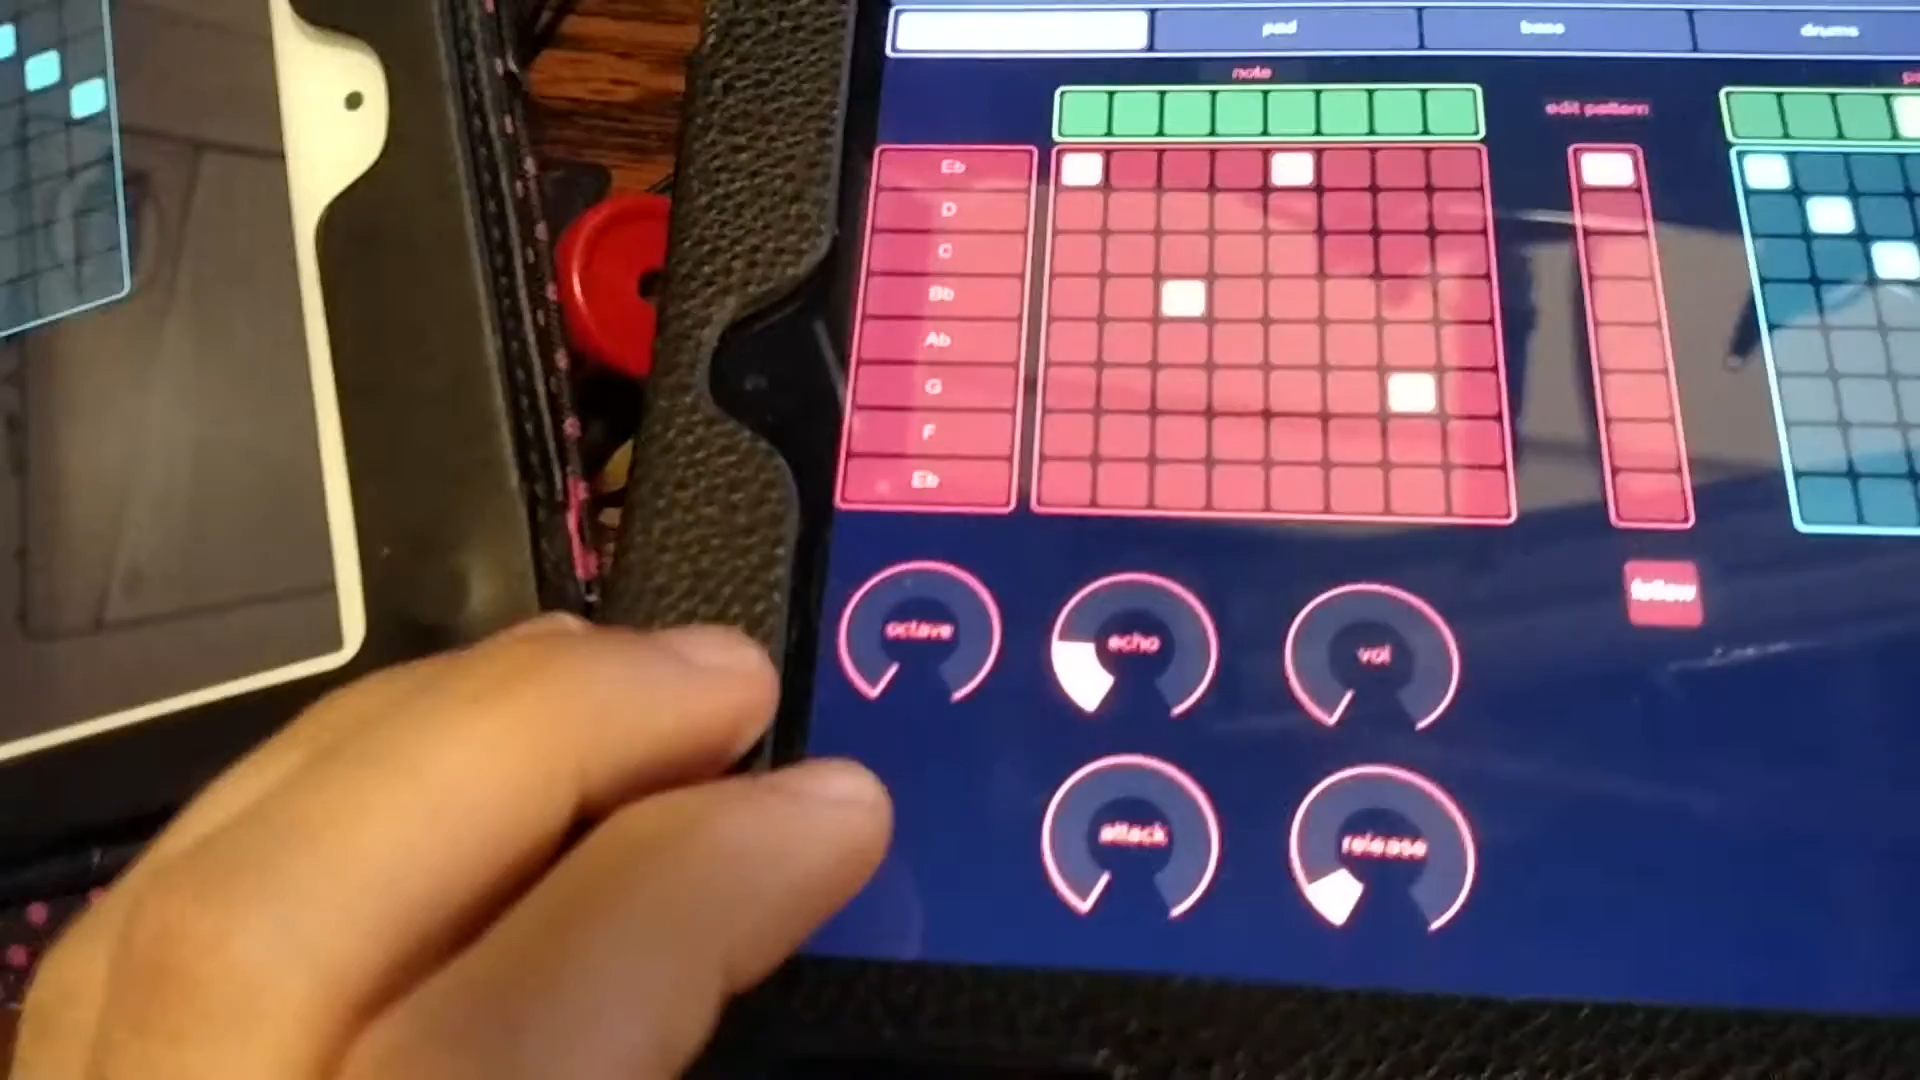 pad
bass
drums
note
edit pattern
Eb
D
C
Bb
Ab
G
F
Eb
octave
echo
vol
follow
attack
release